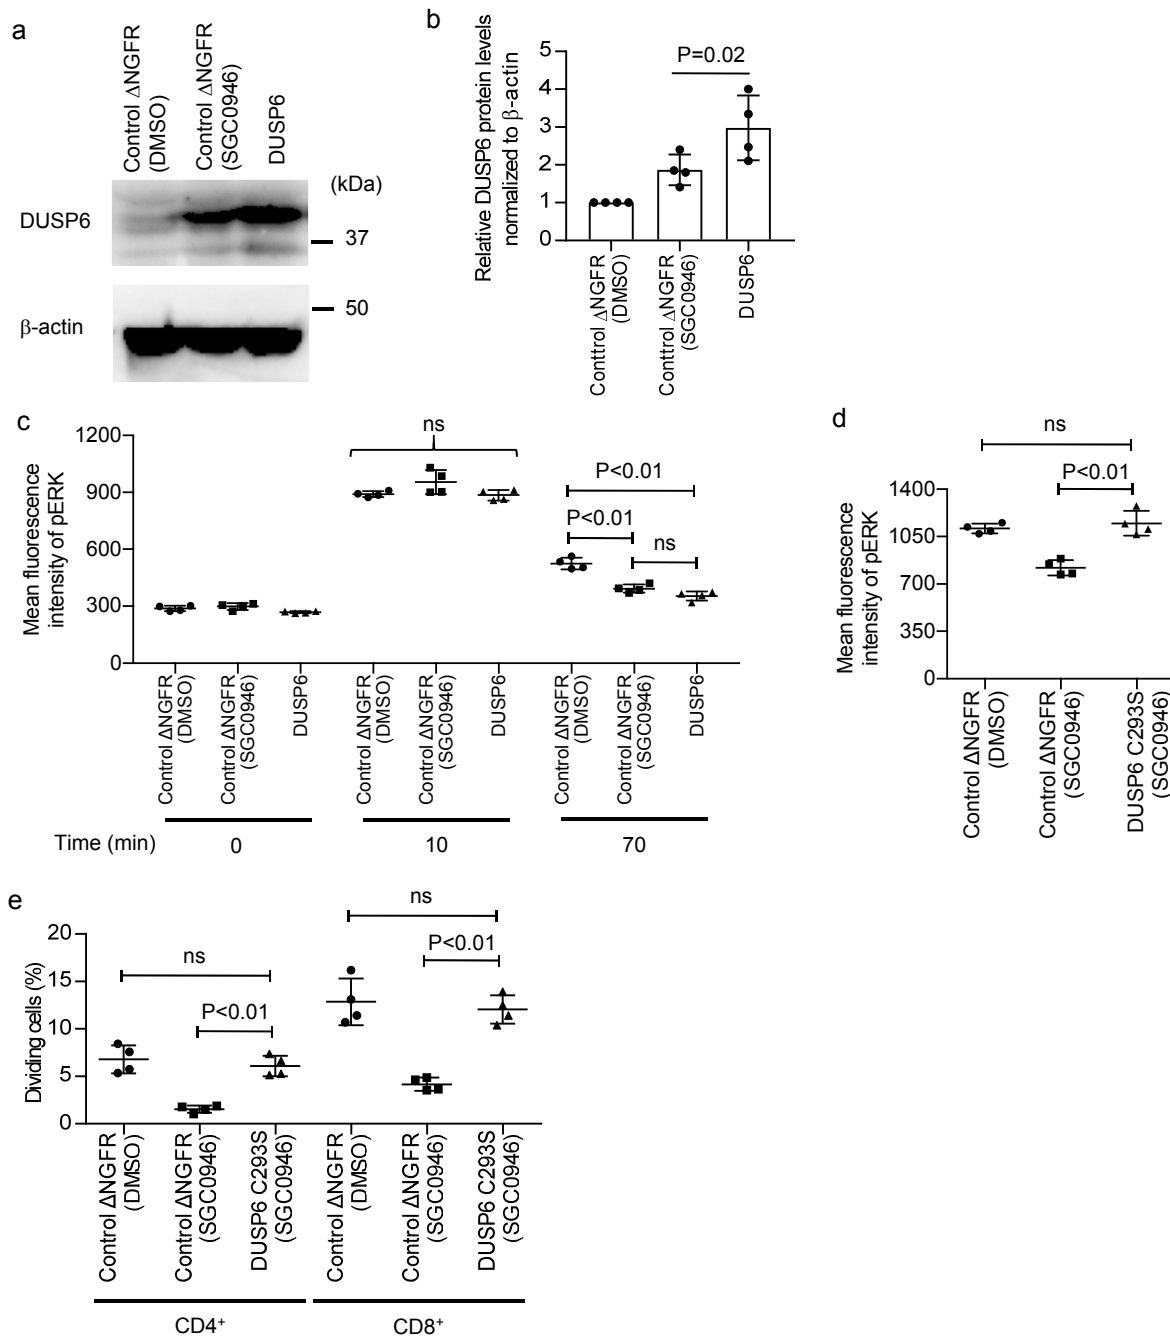 a
Control ΔNGFR
(DMSO)
Control ΔNGFR
(SGC0946)
DUSP6
(kDa)
DUSP6
37
50
β-actin
b
Relative DUSP6 protein levels
normalized to β-actin
5
4
3
2
1
0
P=0.02
Conttrol ΔNGFR
(DMSO)
Conttrol ΔNGFR
(SGC0946)
DUSP6
c
Mean fluorescence
intensity of pERK
1200
900
600
300
0
ns
P<0.01
P<0.01
ns
Control ΔNGFR
(DMSO)
Control ΔNGFR
(SGC0946)
DUSP6
Control ΔNGFR
(DMSO)
Control ΔNGFR
(SGC0946)
DUSP6
Control ΔNGFR
(DMSO)
Control ΔNGFR
(SGC0946)
DUSP6
Time (min)
0
10
70
d
Mean fluorescence
intensity of pERK
1400
1050
700
350
0
ns
P<0.01
Control ΔNGFR
(DMSO)
Control ΔNGFR
(SGC0946)
DUSP6 C293S
(SGC0946)
e
Dividing cells (%)
20
15
10
5
0
ns
P<0.01
ns
P<0.01
Control ΔNGFR
(DMSO)
Control ΔNGFR
(SGC0946)
DUSP6 C293S
(SGC0946)
Control ΔNGFR
(DMSO)
Control ΔNGFR
(SGC0946)
DUSP6 C293S
(SGC0946)
CD4⁺
CD8⁺